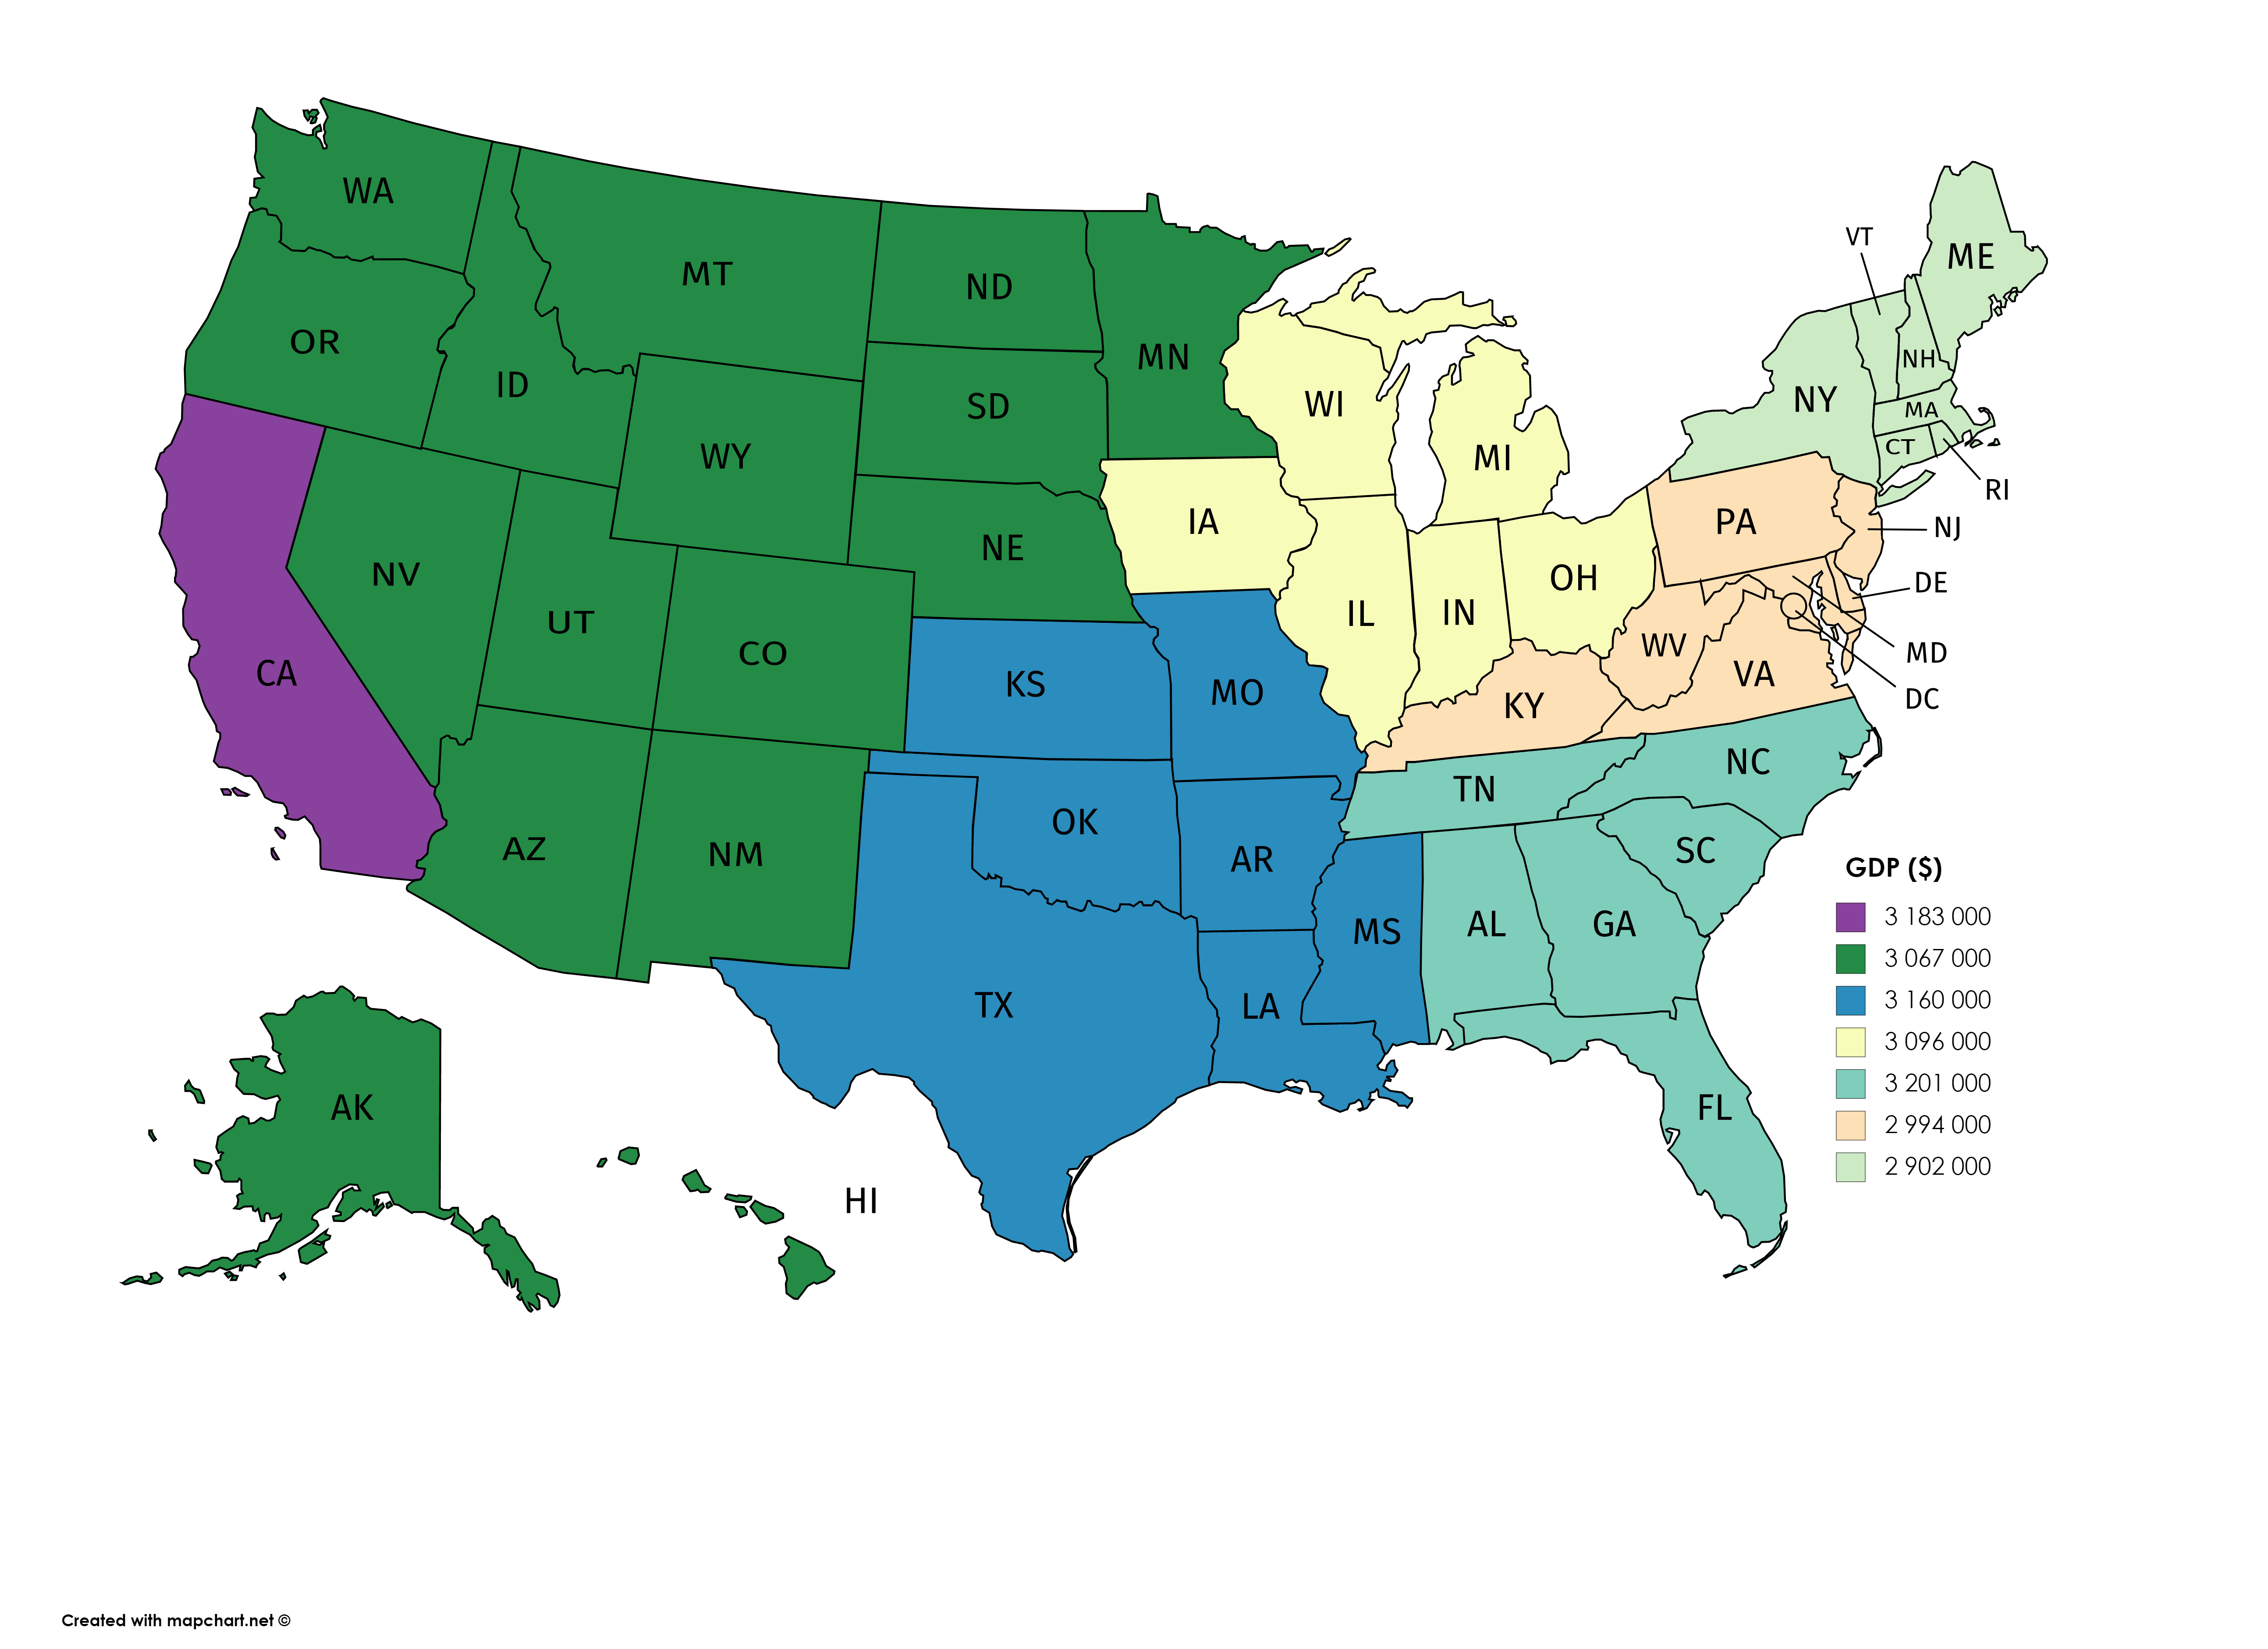 WA
MT
ND
MN
VT
ME
OR
ID
SD
WI
MI
NY
NH
MA
CT
RI
WY
NE
IA
PA
NJ
NV
UT
CO
IL
IN
OH
DE
CA
KS
MO
KY
WV
VA
MD
DC
AZ
NM
OK
AR
TN
NC
SC
TX
LA
MS
AL
GA
FL
AK
HI
GDP ($)
3 183 000
3 067 000
3 160 000
3 096 000
3 201 000
2 994 000
2 902 000
Created with mapchart.net ©